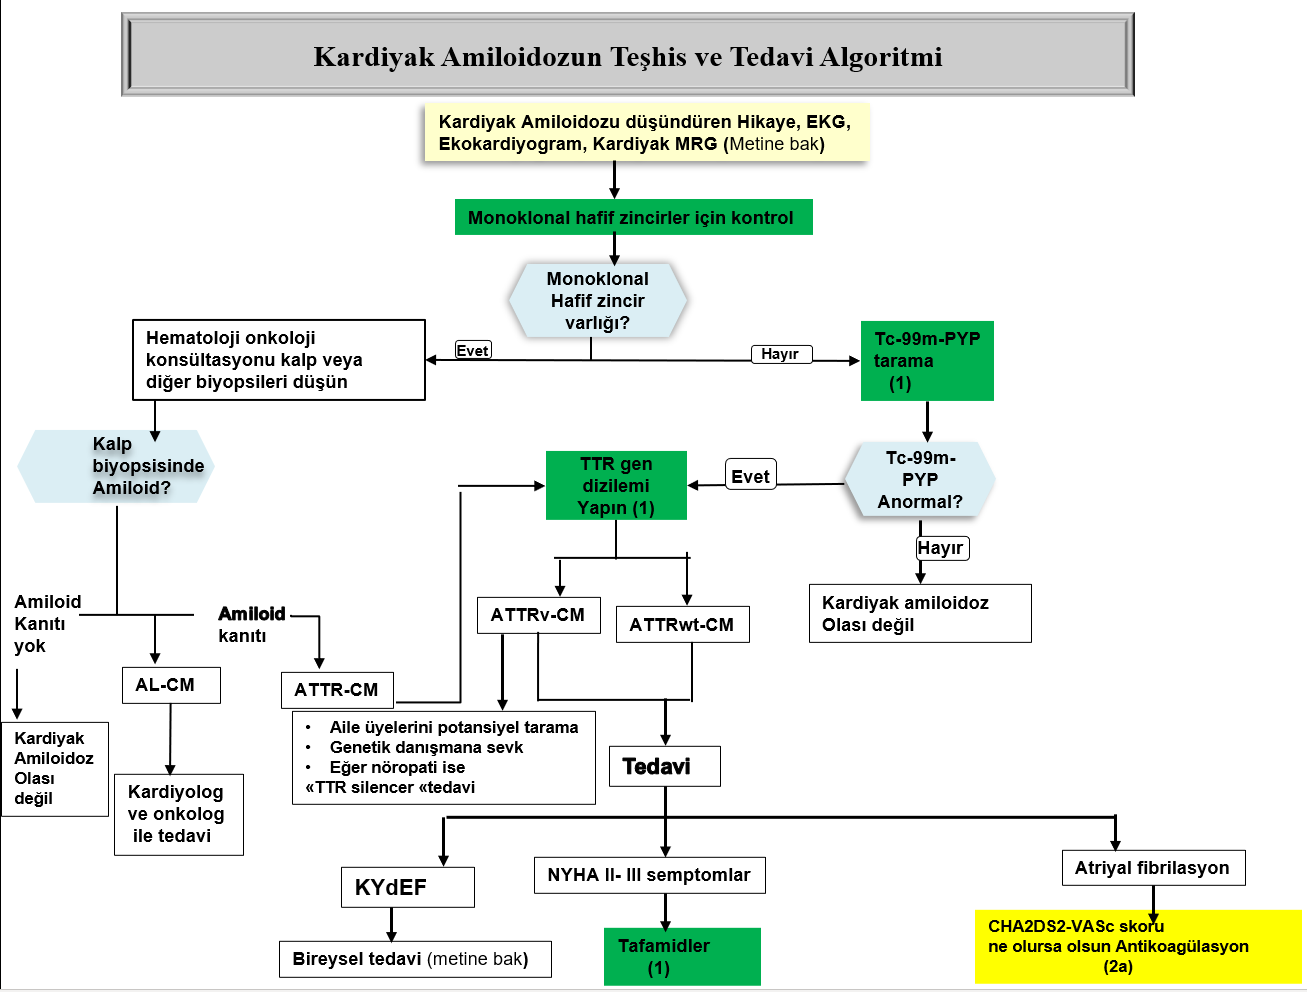 Kardiyak Amiloidozun Teşhis ve Tedavi Algoritmi
Kardiyak Amiloidozu düşündüren Hikaye, EKG,
Ekokardiyogram, Kardiyak MRG (Metine bak)
Monoklonal hafif zincirler için kontrol
Monoklonal
Hafif zincir
varlığı?
Evet
Hayır
Hematoloji onkoloji
konsültasyonu kalp veya
diğer biyopsileri düşün
Tc-99m-PYP
tarama
(1)
Kalp
biyopsisinde
Amiloid?
TTR gen
dizilemi
Yapın (1)
Evet
Tc-99m-
PYP
Anormal?
Hayır
Amiloid
Kanıtı
yok
Amiloid
kanıtı
ATTRv-CM
ATTRwt-CM
Kardiyak amiloidoz
Olası değil
AL-CM
ATTR-CM
Kardiyak
Amiloidoz
Olası
değil
• Aile üyelerini potansiyel tarama
• Genetik danışmana sevk
• Eğer nöropati ise
«TTR silencer «tedavi
Tedavi
Kardiyolog
ve onkolog
ile tedavi
KYdEF
NYHA II- III semptomlar
Atriyal fibrilasyon
Bireysel tedavi (metine bak)
Tafamidler
(1)
CHA2DS2-VASc skoru
ne olursa olsun Antikoagülasyon
(2a)